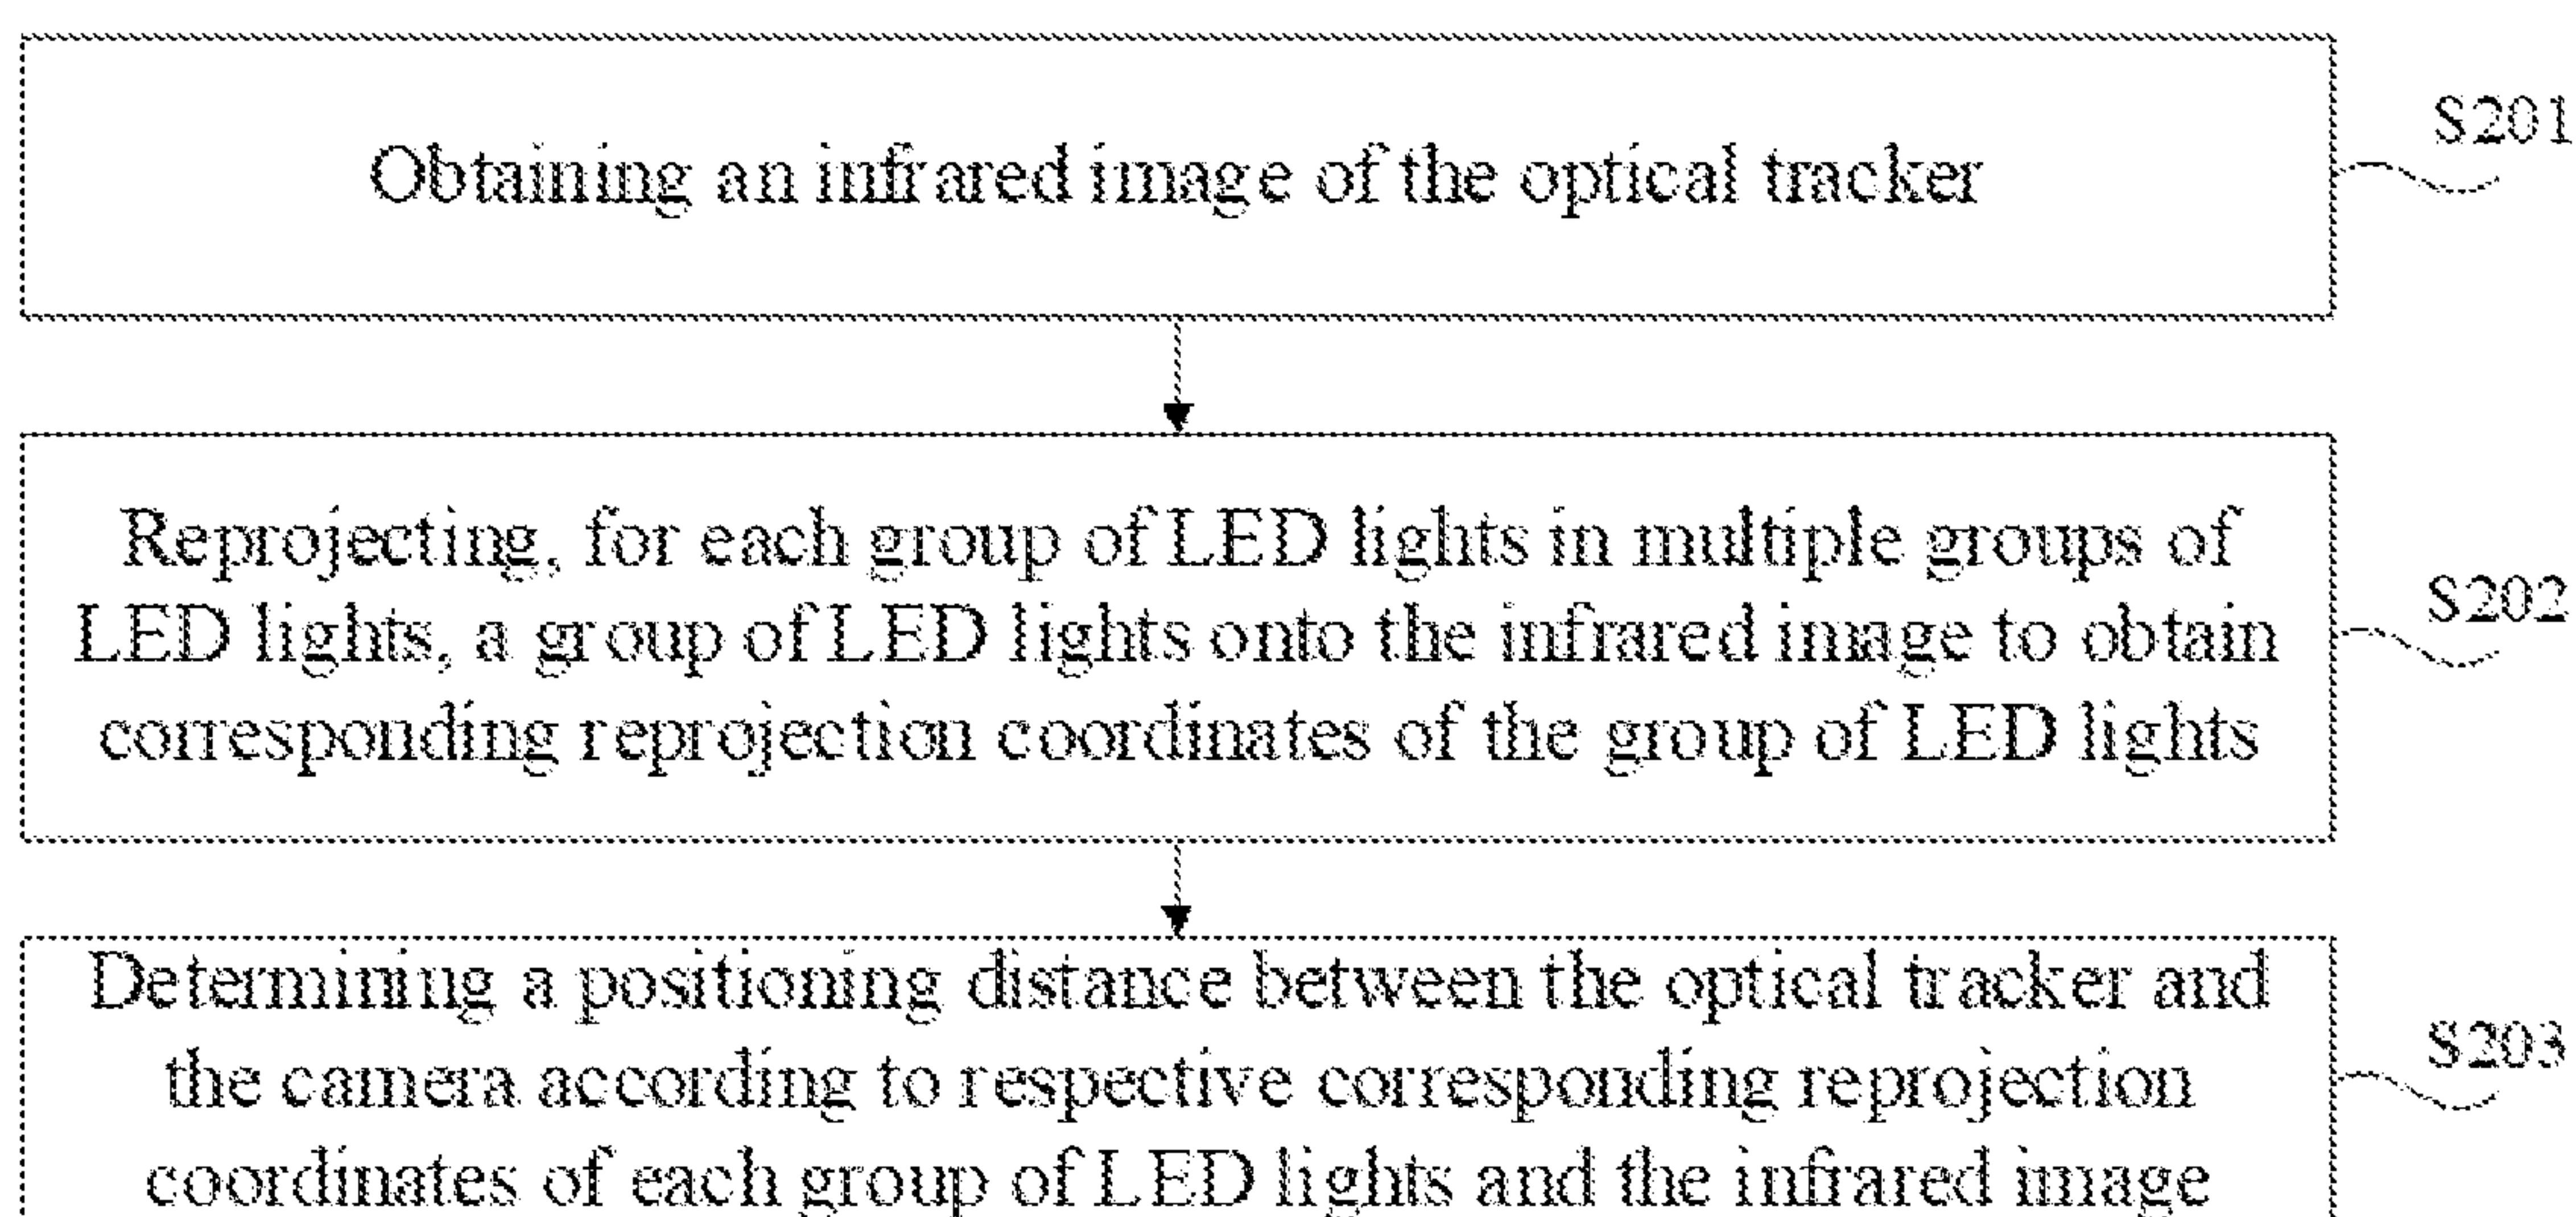 Obtaining an infrared image of the optical tracker
S201
Reprojecting, for each group of LED lights in multiple groups of
LED lights, a group of LED lights onto the infrared image to obtain
corresponding reprojection coordinates of the group of LED lights
S202
Determining a positioning distance between the optical tracker and
the camera according to respective corresponding reprojection
coordinates of each group of LED lights and the infrared image
S203